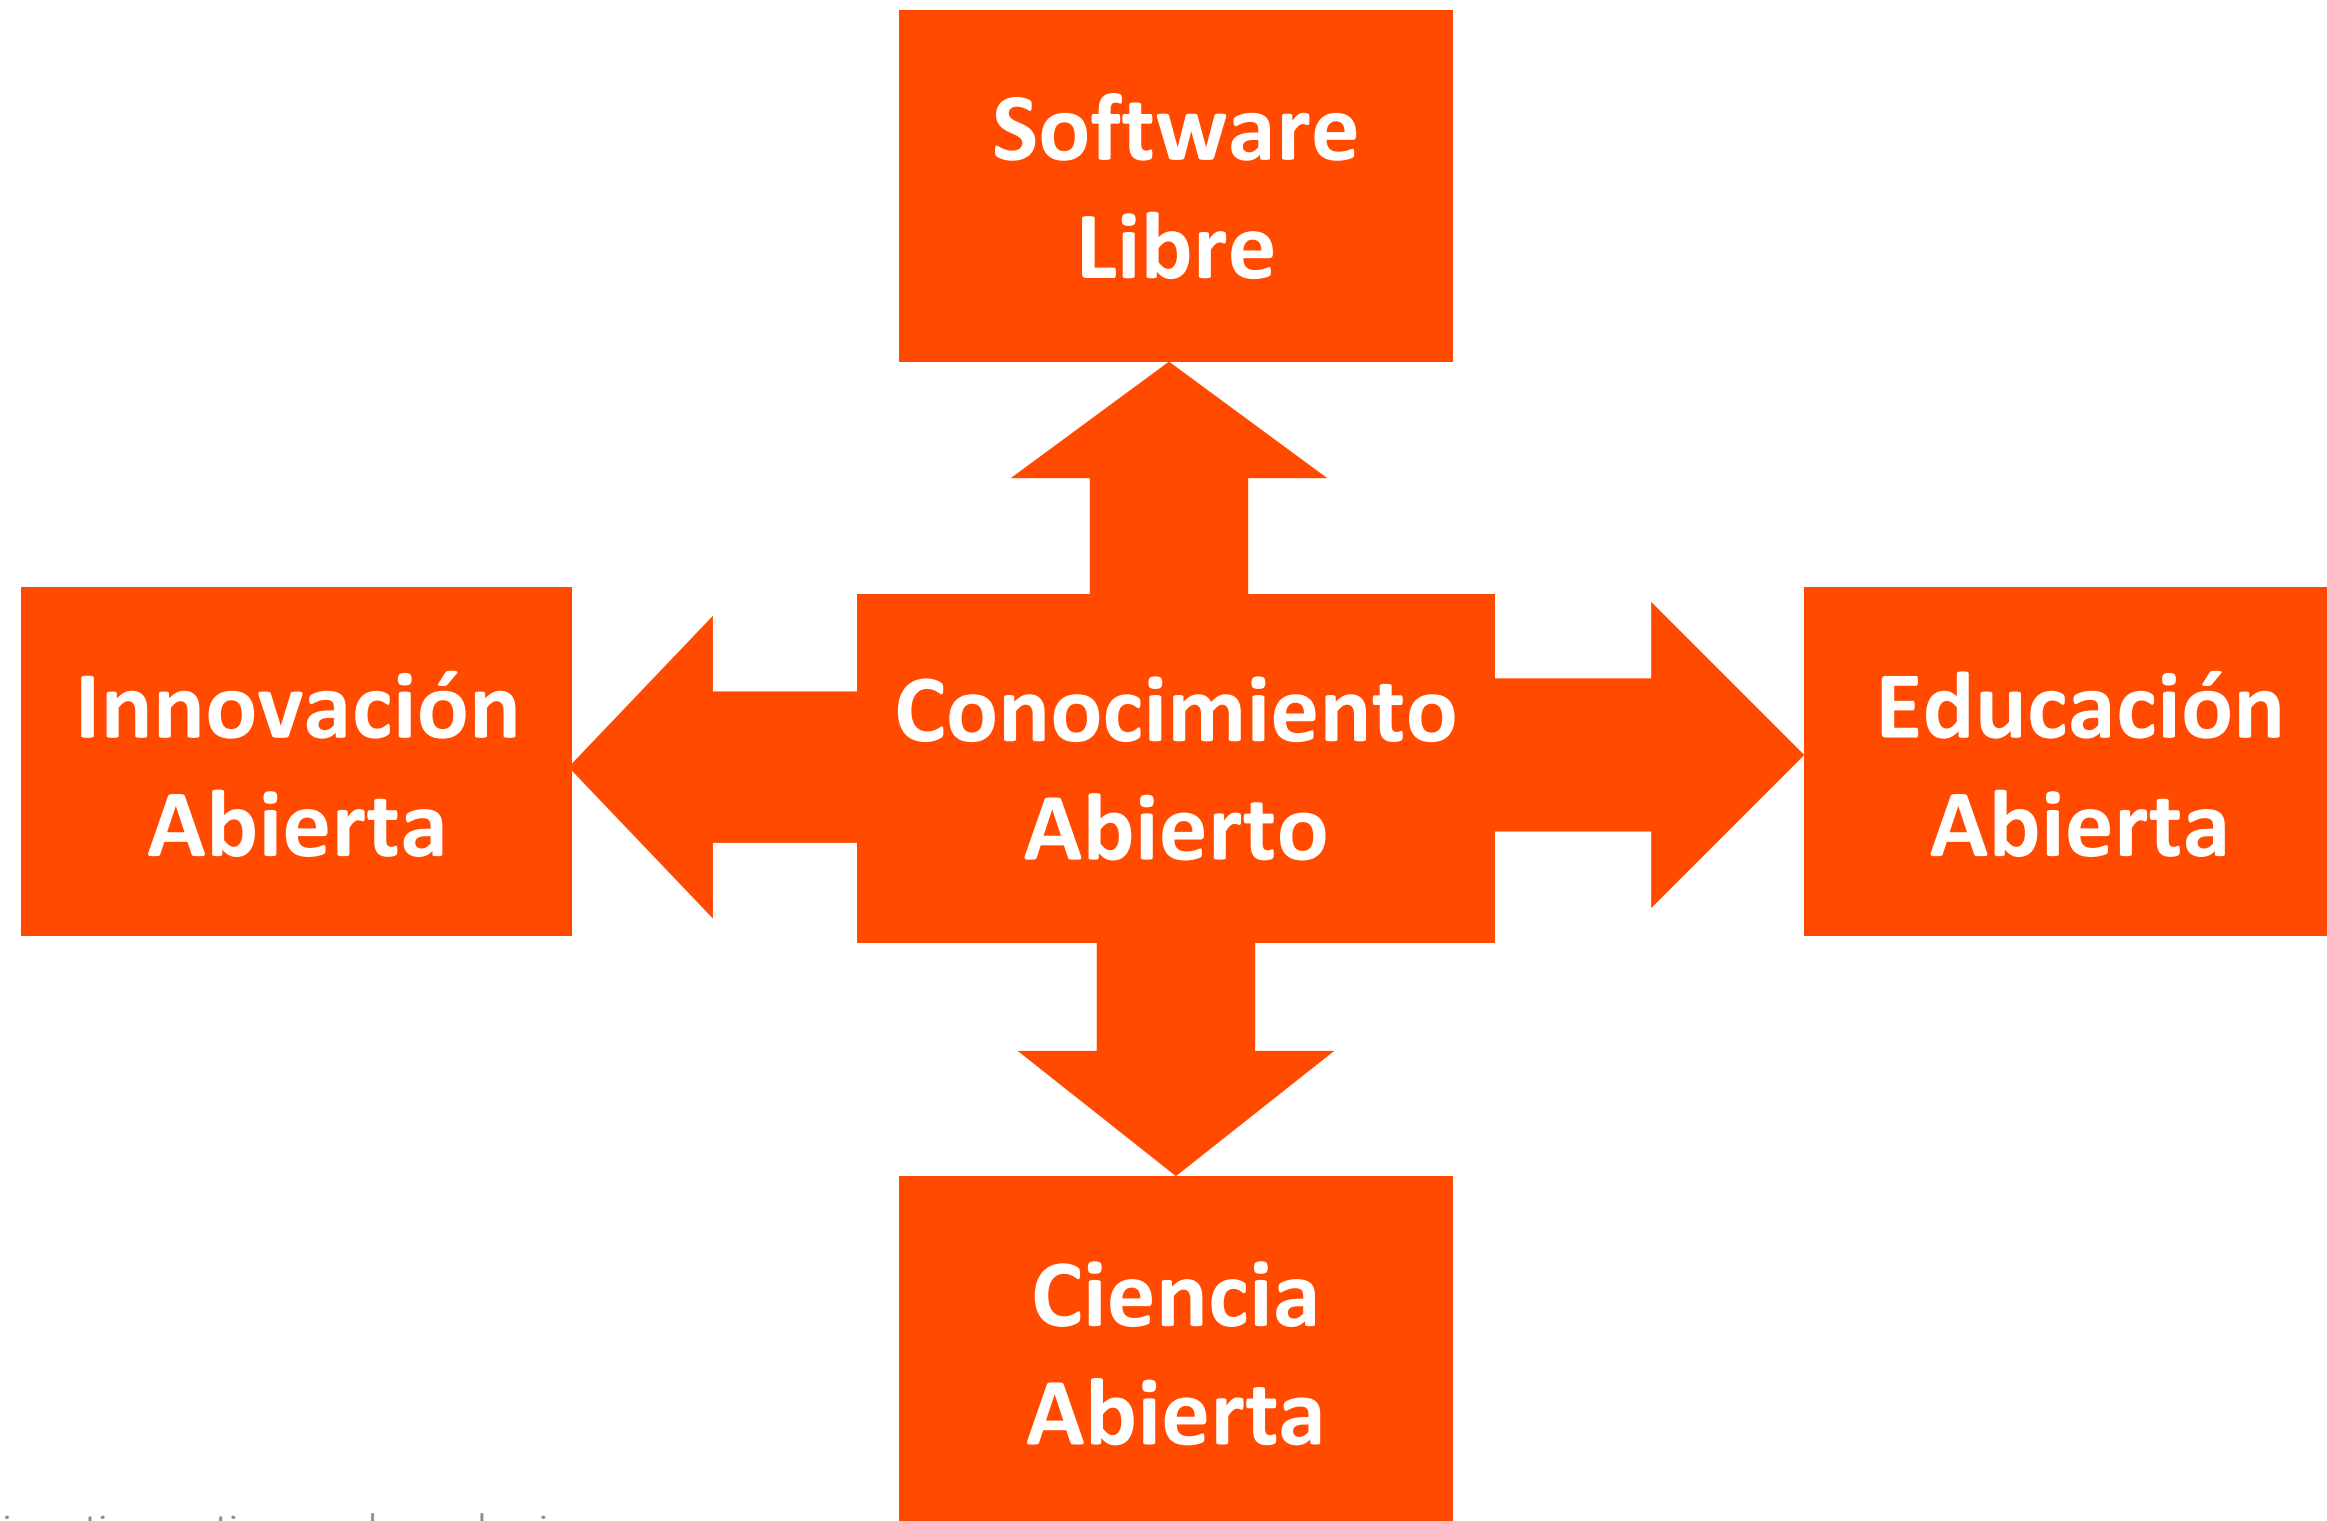 Software
Libre
Innovación
Abierta
Conocimiento
Abierto
Educación
Abierta
Ciencia
Abierta